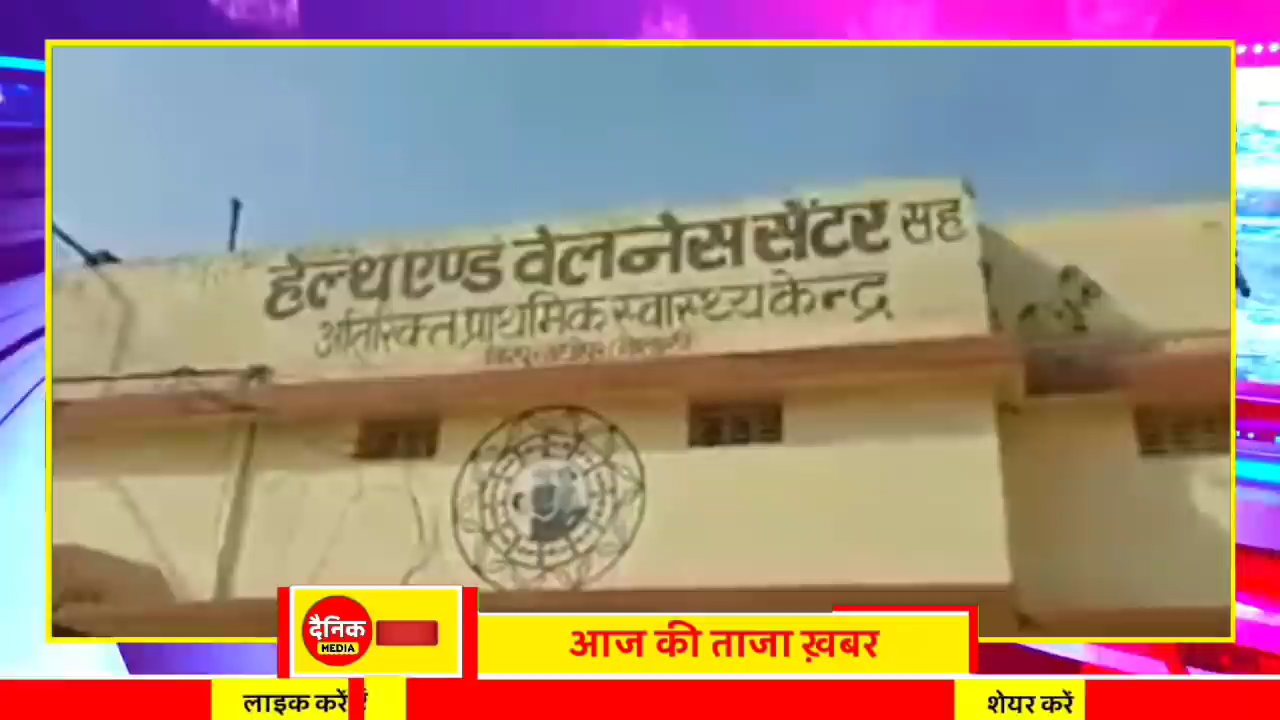 हेल्थ एण्ड वेलनेस सेंटर सह
अतिरिक्त प्राथमिक स्वास्थ्य केन्द्र
दैनिक
MEDIA
आज की ताजा ख़बर
लाइक करें
शेयर करें